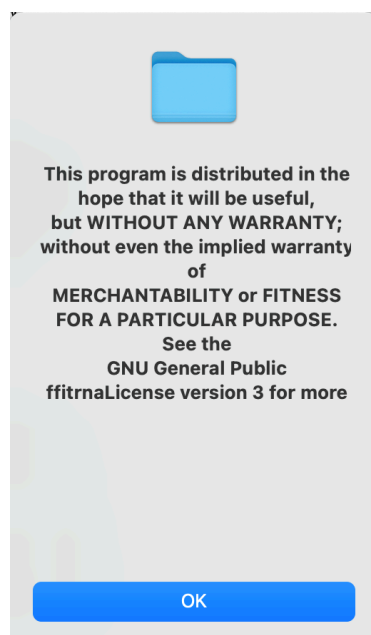 This program is distributed in the
hope that it will be useful,
but WITHOUT ANY WARRANTY;
without even the implied warranty
of
MERCHANTABILITY or FITNESS
FOR A PARTICULAR PURPOSE.
See the
GNU General Public
ffitrnaLicense version 3 for more
OK